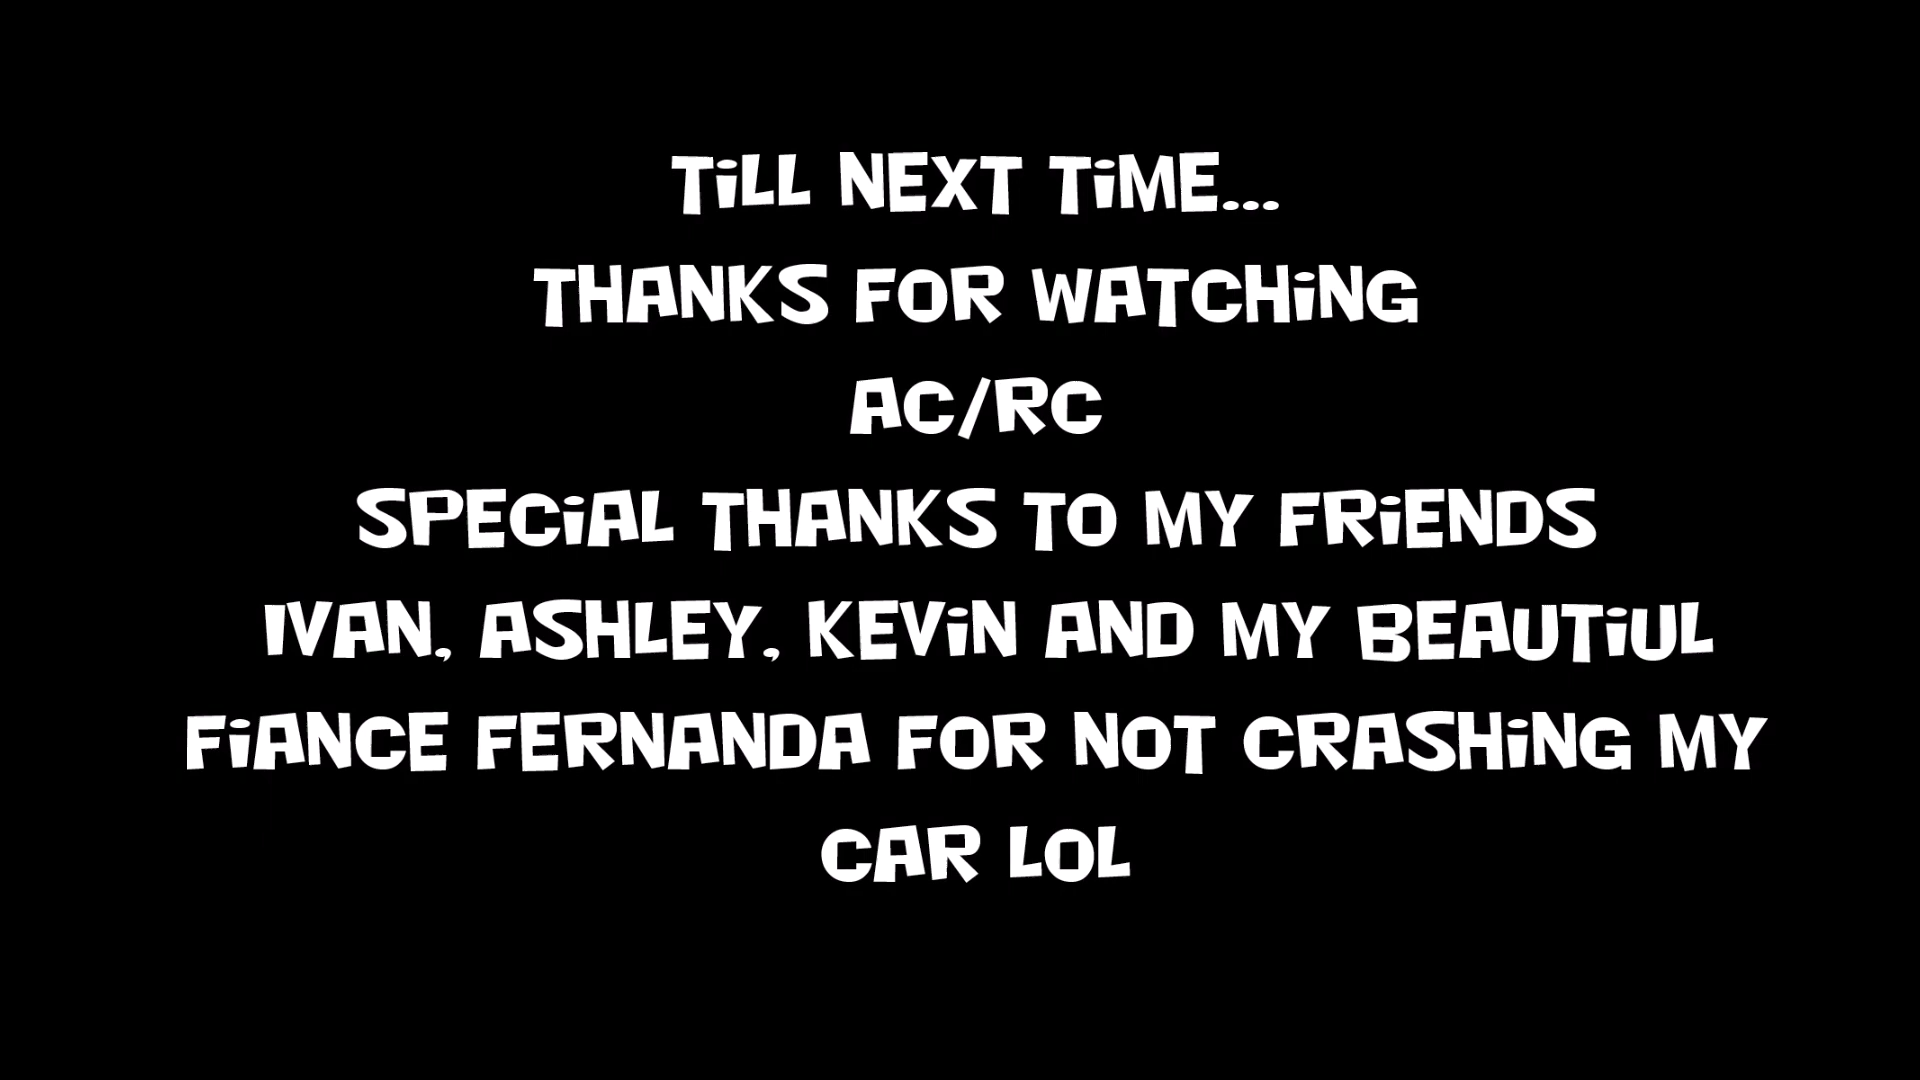 TiLL NEXT TiME...
THANKS FOR WATCHiNG
AC/RC
SPECiAL THANKS TO MY FRiENDS
IVAN, ASHLEY, KEViN AND MY BEAUTiUL
FiANCE FERNANDA FOR NOT CRASHiNG MY
CAR LOL